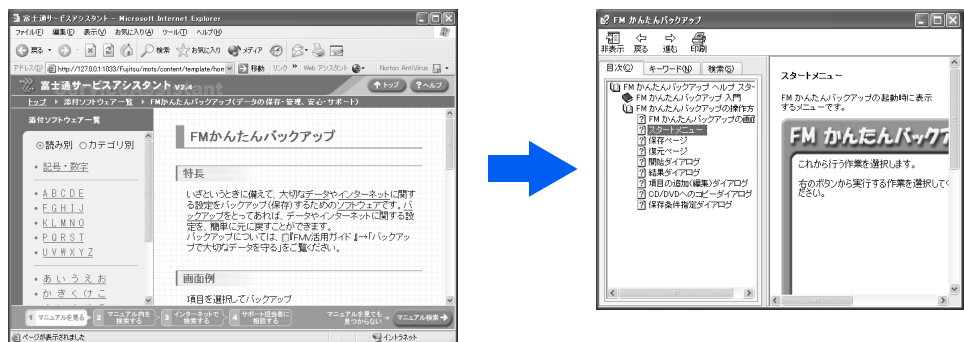 富士通サービスアシスタント - Microsoft Internet Explorer
ファイル(F) 編集(E) 表示(V) お気に入り(A) ツール(T) ヘルプ(H)
戻る 検索 お気に入り メディア
アドレス(D) http://127.0.0.1:1033/Fujitsu/mots/content/template/hon 移動 リンク Web アシスタント Norton AntiVirus
富士通サービスアシスタント V2.4 トップ ?ヘルプ
トップ > 添付ソフトウェア一覧 > FMかんたんバックアップ(データの保存・管理、安心・サポート)
添付ソフトウェア一覧
読み別 カテゴリ別
• 記号・数字
• A B C D E
• F G H I J
• K L M N O
• P Q R S T
• U V W X Y Z
• あ い う え お
• か き く け こ
FMかんたんバックアップ
特長
いざというときに備えて、大切なデータやインターネットに関す
る設定をバックアップ(保存)するためのソフトウェアです。バ
ックアップをとってあれば、データやインターネットに関する設
定を、簡単に元に戻すことができます。
バックアップについては、『FMV活用ガイド』→「バックアッ
プで大切なデータを守る」をご覧ください。
画面例
項目を選択してバックアップ
1 マニュアルを見る 2 マニュアル内を検索する 3 インターネットで検索する 4 サポート担当者に相談する マニュアルを見ても見つからない マニュアル検索
ページが表示されました イントラネット
FM かんたんバックアップ
非表示 戻る 進む 印刷
目次(C) キーワード(N) 検索(S)
FM かんたんバックアップ ヘルプ スター
FM かんたんバックアップ 入門
FM かんたんバックアップの操作方
FM かんたんバックアップの画面
スタートメニュー
保存ページ
復元ページ
開始ダイアログ
結果ダイアログ
項目の追加(編集)ダイアログ
CD/DVDへのコピーダイアログ
保存条件指定ダイアログ
スタートメニュー
FM かんたんバックアップの起動時に表示
するメニューです。
FM かんたんバックア
これから行う作業を選択します。
右のボタンから実行する作業を選択してく
ださい。